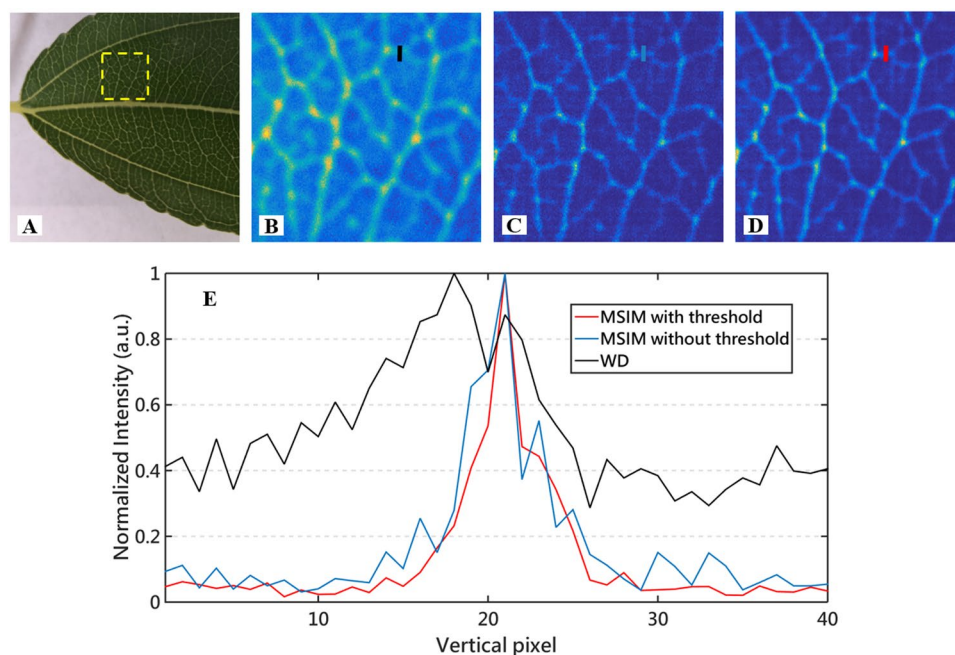 A
B
C
D
E
1
0.8
0.6
0.4
0.2
0
10
20
30
40
Normalized Intensity (a.u.)
Vertical pixel
MSIM with threshold
MSIM without threshold
WD